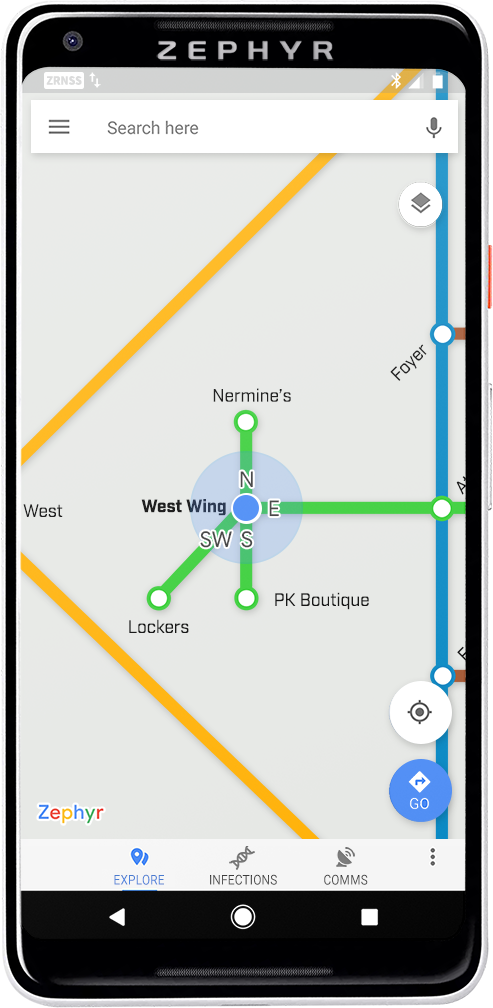 ZEPHYR
ZRNSS
Search here
Foyer
Nermine's
N
West
West Wing
E
SW S
PK Boutique
Lockers
Zephyr
GO
EXPLORE
INFECTIONS
COMMS